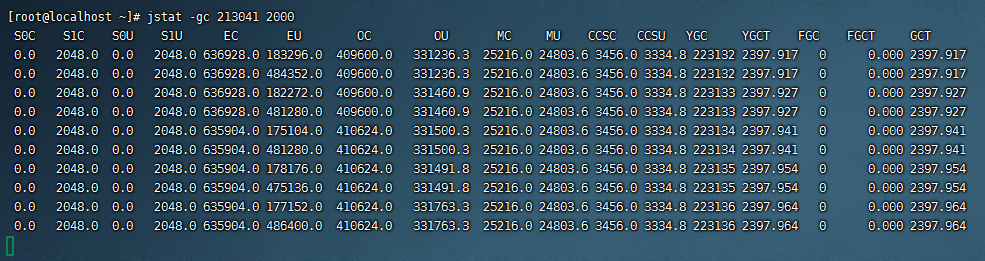 [root@localhost ~]# jstat -gc 213041 2000
S0C S1C S0U S1U EC EU OC OU MC MU CCSC CCSU YGC YGCT FGC FGCT GCT
0.0 2048.0 0.0 2048.0 636928.0 183296.0 409600.0 331236.3 25216.0 24803.6 3456.0 3334.8 223132 2397.917 0 0.000 2397.917
0.0 2048.0 0.0 2048.0 636928.0 484352.0 409600.0 331236.3 25216.0 24803.6 3456.0 3334.8 223132 2397.917 0 0.000 2397.917
0.0 2048.0 0.0 2048.0 636928.0 182272.0 409600.0 331460.9 25216.0 24803.6 3456.0 3334.8 223133 2397.927 0 0.000 2397.927
0.0 2048.0 0.0 2048.0 636928.0 481280.0 409600.0 331460.9 25216.0 24803.6 3456.0 3334.8 223133 2397.927 0 0.000 2397.927
0.0 2048.0 0.0 2048.0 635904.0 175104.0 410624.0 331500.3 25216.0 24803.6 3456.0 3334.8 223134 2397.941 0 0.000 2397.941
0.0 2048.0 0.0 2048.0 635904.0 481280.0 410624.0 331500.3 25216.0 24803.6 3456.0 3334.8 223134 2397.941 0 0.000 2397.941
0.0 2048.0 0.0 2048.0 635904.0 178176.0 410624.0 331491.8 25216.0 24803.6 3456.0 3334.8 223135 2397.954 0 0.000 2397.954
0.0 2048.0 0.0 2048.0 635904.0 475136.0 410624.0 331491.8 25216.0 24803.6 3456.0 3334.8 223135 2397.954 0 0.000 2397.954
0.0 2048.0 0.0 2048.0 635904.0 177152.0 410624.0 331763.3 25216.0 24803.6 3456.0 3334.8 223136 2397.964 0 0.000 2397.964
0.0 2048.0 0.0 2048.0 635904.0 486400.0 410624.0 331763.3 25216.0 24803.6 3456.0 3334.8 223136 2397.964 0 0.000 2397.964